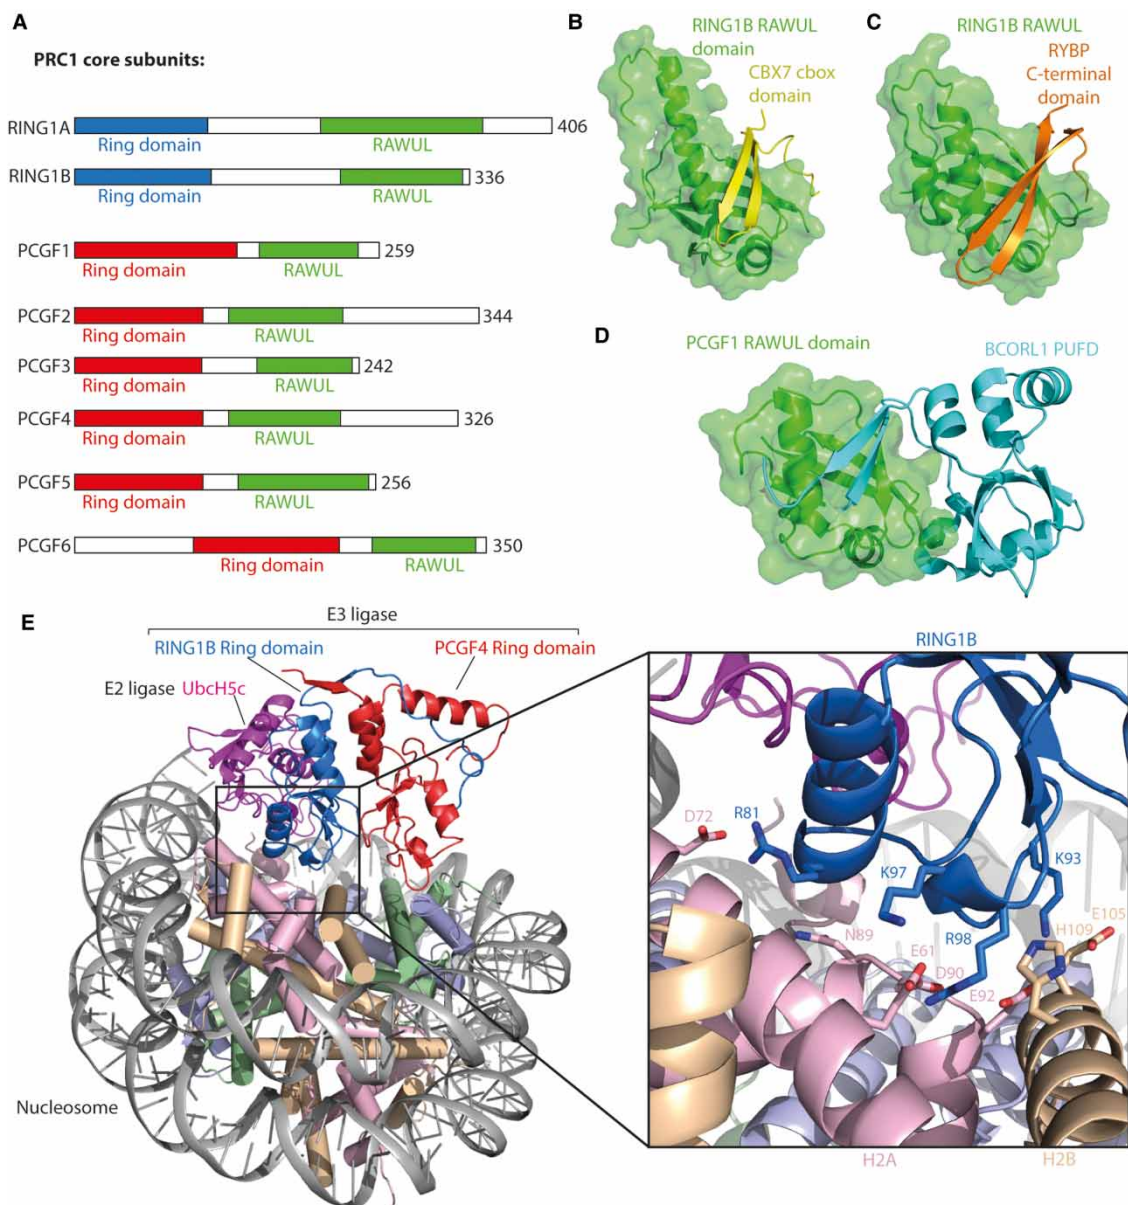 A
PRC1 core subunits:
RING1A
406
Ring domain
RAWUL
RING1B
336
Ring domain
RAWUL
PCGF1
259
Ring domain
RAWUL
PCGF2
344
Ring domain
RAWUL
PCGF3
242
Ring domain
RAWUL
PCGF4
326
Ring domain
RAWUL
PCGF5
256
Ring domain
RAWUL
PCGF6
350
Ring domain
RAWUL
B
RING1B RAWUL
domain
CBX7 cbox
domain
C
RING1B RAWUL
RYBP
C-terminal
domain
D
PCGF1 RAWUL domain
BCORL1 PUFD
E
E3 ligase
RING1B Ring domain
PCGF4 Ring domain
E2 ligase UbcH5c
Nucleosome
RING1B
D72
R81
K97
K93
N89
E61
R98
H109
E105
D90
E92
H2A
H2B